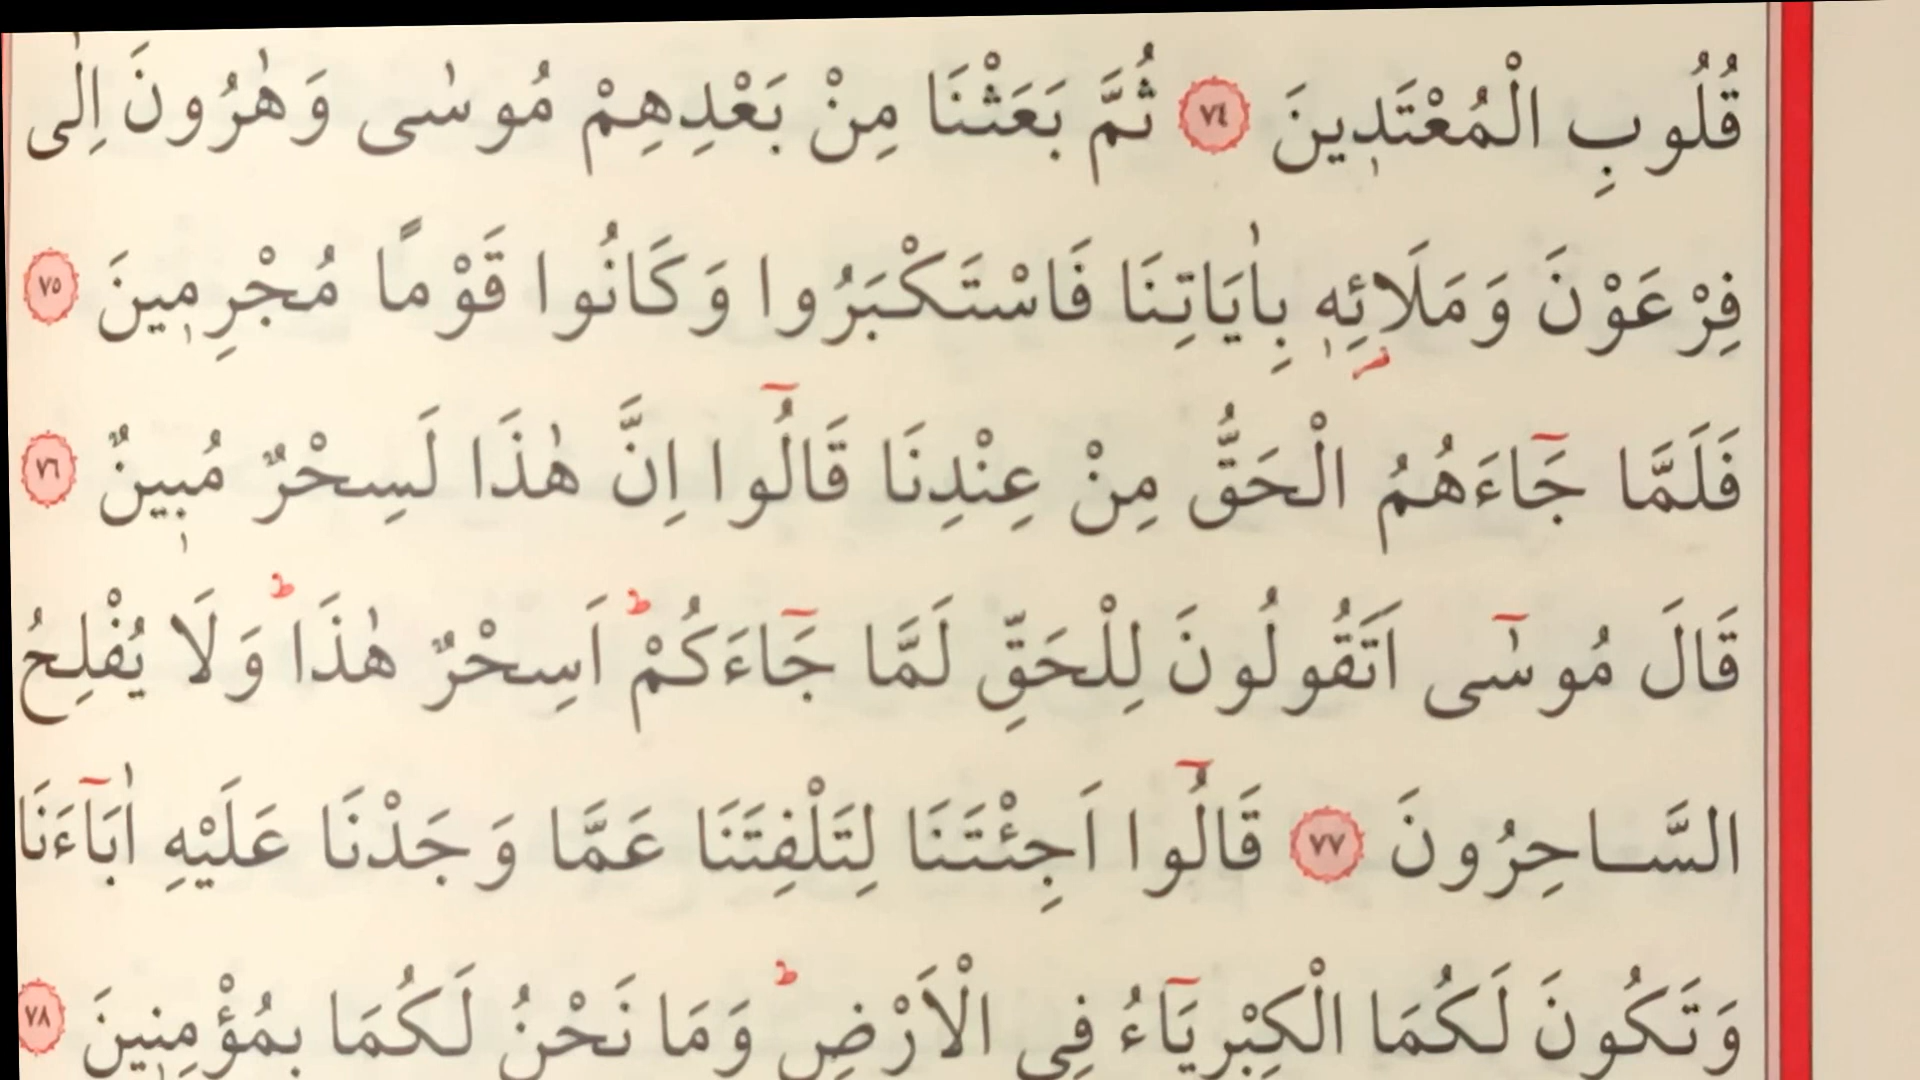 قُلُوبِ الْمُعْتَدٖينَ ٧٤ ثُمَّ بَعَثْنَا مِنْ بَعْدِهِمْ مُوسٰى وَهٰرُونَ اِلٰى
فِرْعَوْنَ وَمَلَائِهٖ بِاٰيَاتِنَا فَاسْتَكْبَرُوا وَكَانُوا قَوْمًا مُجْرِمٖينَ ٧٥
فَلَمَّا جَٓاءَهُمُ الْحَقُّ مِنْ عِنْدِنَا قَالُٓوا اِنَّ هٰذَا لَسِحْرٌ مُبٖينٌ ٧٦
قَالَ مُوسٰٓى اَتَقُولُونَ لِلْحَقِّ لَمَّا جَٓاءَكُمْؕ اَسِحْرٌ هٰذَاؕ وَلَا يُفْلِحُ
السَّـاحِرُونَ ٧٧ قَالُٓوا اَجِئْتَنَا لِتَلْفِتَنَا عَمَّا وَجَدْنَا عَلَيْهِ اٰبَٓاءَنَا
وَتَكُونَ لَكُمَا الْكِبْرِيَٓاءُ فِي الْاَرْضِؕ وَمَا نَحْنُ لَكُمَا بِمُؤْمِنٖينَ ٧٨